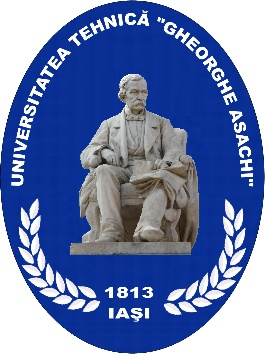 UNIVERSITATEA TEHNICĂ "GHEORGHE ASACHI"
1813
IAŞI